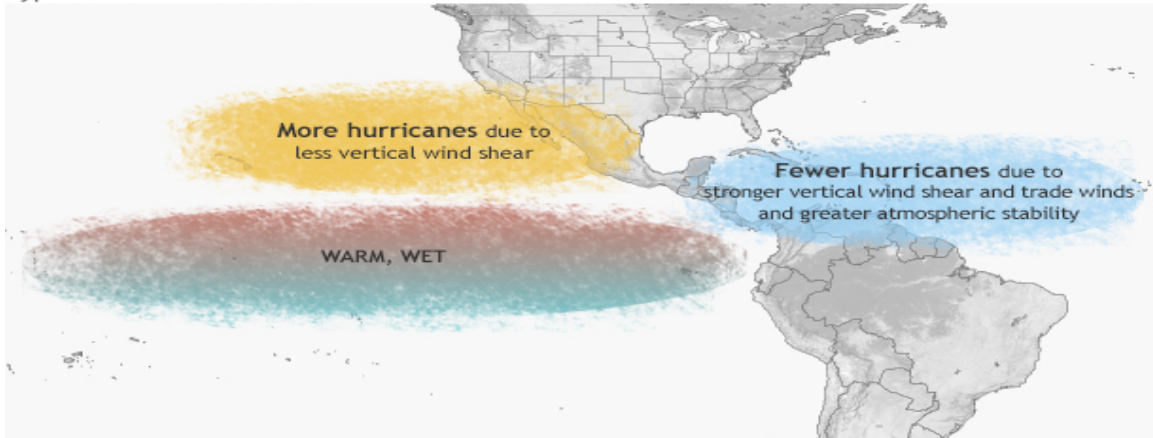 More hurricanes due to
less vertical wind shear
Fewer hurricanes due to
stronger vertical wind shear and trade winds
and greater atmospheric stability
WARM, WET